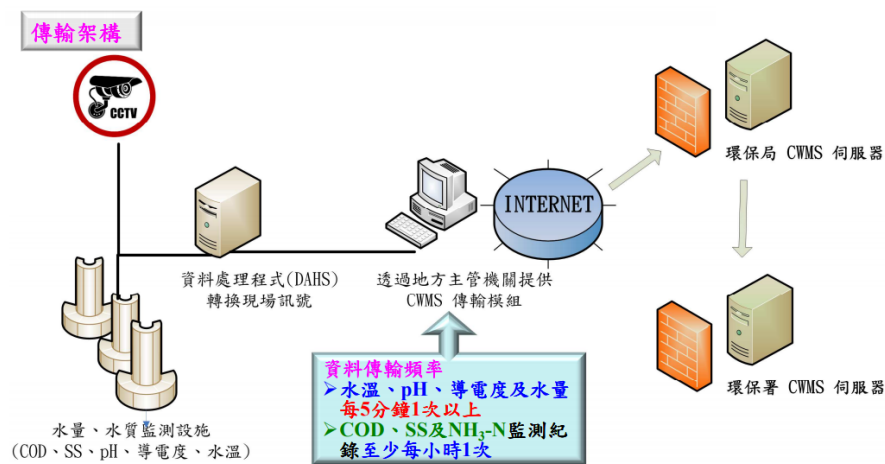 傳輸架構
CCTV
INTERNET
環保局 CWMS 伺服器
資料處理程式(DAHS)
轉換現場訊號
透過地方主管機關提供
CWMS 傳輸模組
資料傳輸頻率
➢水溫、pH、導電度及水量
每5分鐘1次以上
➢COD、SS及NH₃-N監測紀
錄至少每小時1次
環保署 CWMS 伺服器
水量、水質監測設施
(COD、SS、pH、導電度、水溫)